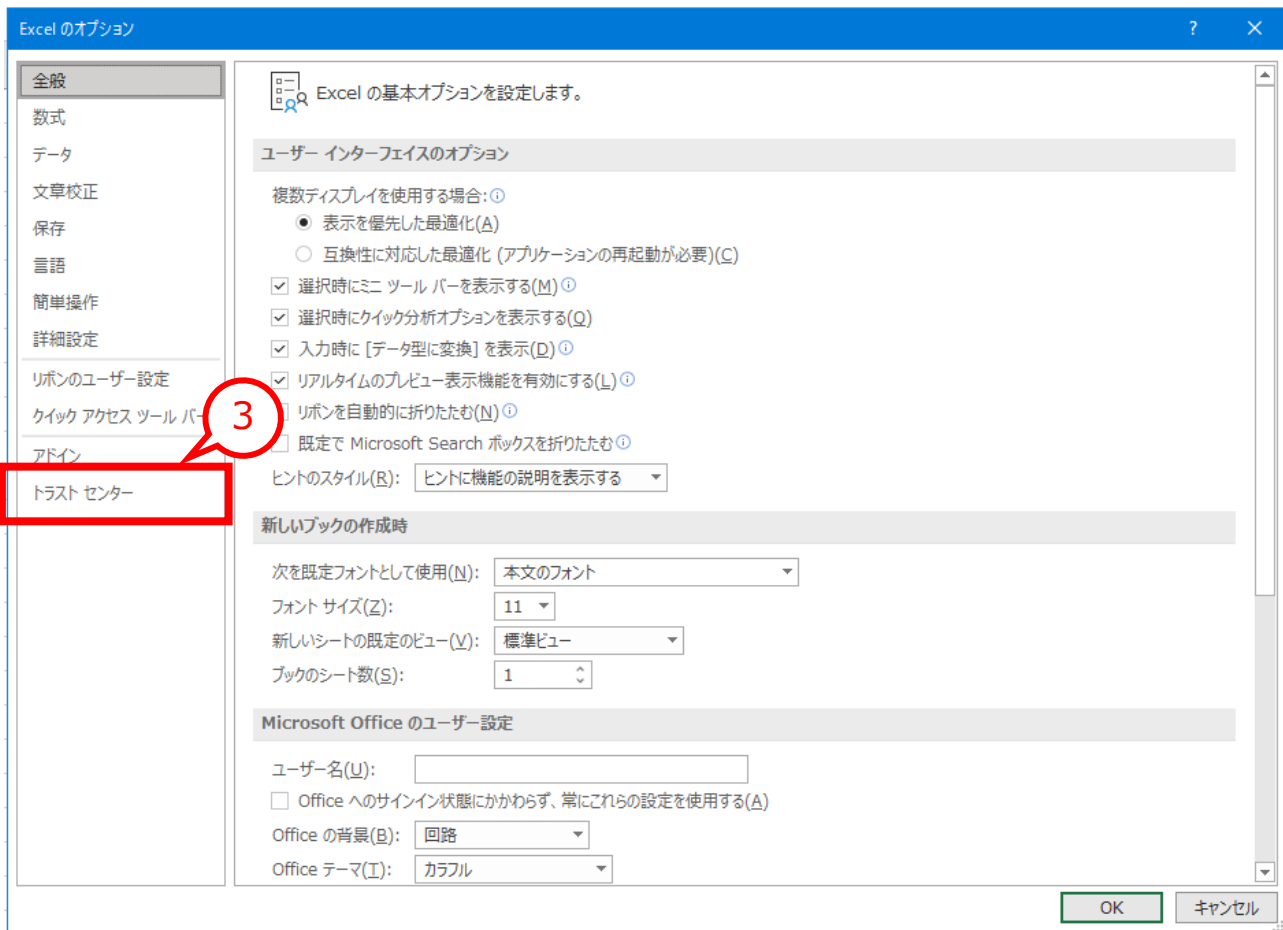 Excel のオプション
?
全般
数式
データ
文章校正
保存
言語
簡単操作
詳細設定
リボンのユーザー設定
クイック アクセス ツール バー
アドイン
トラスト センター
3
Excel の基本オプションを設定します。
ユーザー インターフェイスのオプション
複数ディスプレイを使用する場合:
表示を優先した最適化(A)
互換性に対応した最適化 (アプリケーションの再起動が必要)(C)
選択時にミニ ツール バーを表示する(M)
選択時にクイック分析オプションを表示する(Q)
入力時に [データ型に変換] を表示(D)
リアルタイムのプレビュー表示機能を有効にする(L)
リボンを自動的に折りたたむ(N)
既定で Microsoft Search ボックスを折りたたむ
ヒントのスタイル(R): ヒントに機能の説明を表示する
新しいブックの作成時
次を既定フォントとして使用(N): 本文のフォント
フォント サイズ(Z): 11
新しいシートの既定のビュー(V): 標準ビュー
ブックのシート数(S): 1
Microsoft Office のユーザー設定
ユーザー名(U):
Office へのサインイン状態にかかわらず、常にこれらの設定を使用する(A)
Office の背景(B): 回路
Office テーマ(T): カラフル
OK
キャンセル